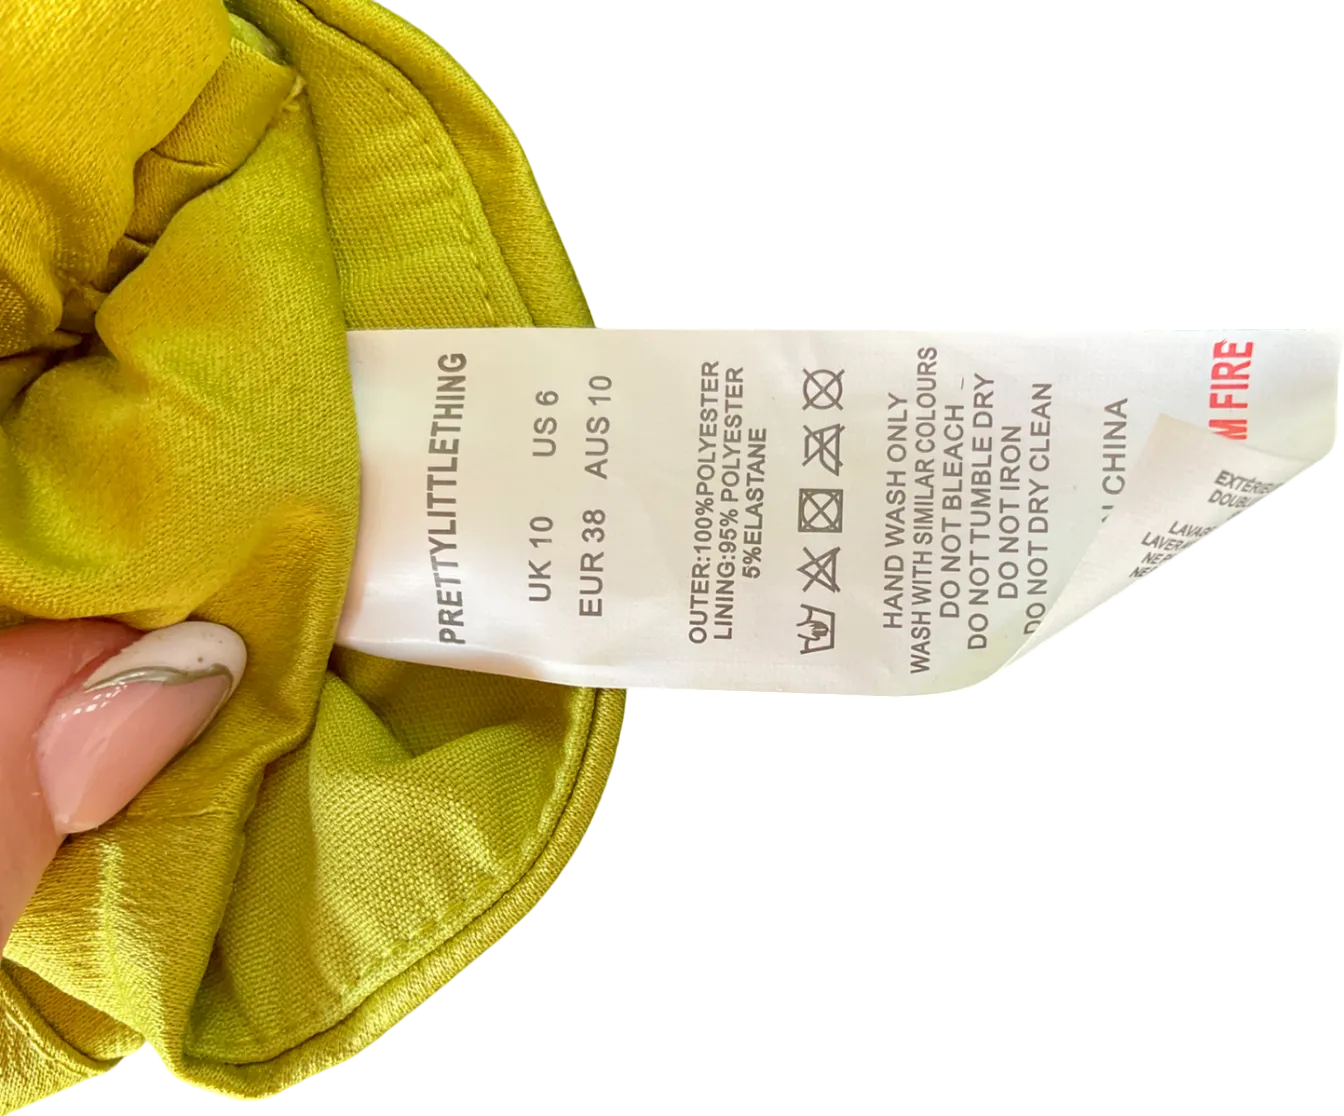 PRETTYLITTLETHING
UK 10 US 6
EUR 38 AUS 10
OUTER:100%POLYESTER
LINING:95% POLYESTER
5%ELASTANE
HAND WASH ONLY
WASH WITH SIMILAR COLOURS
DO NOT BLEACH
DO NOT TUMBLE DRY
DO NOT IRON
DO NOT DRY CLEAN
CHINA
FIRE